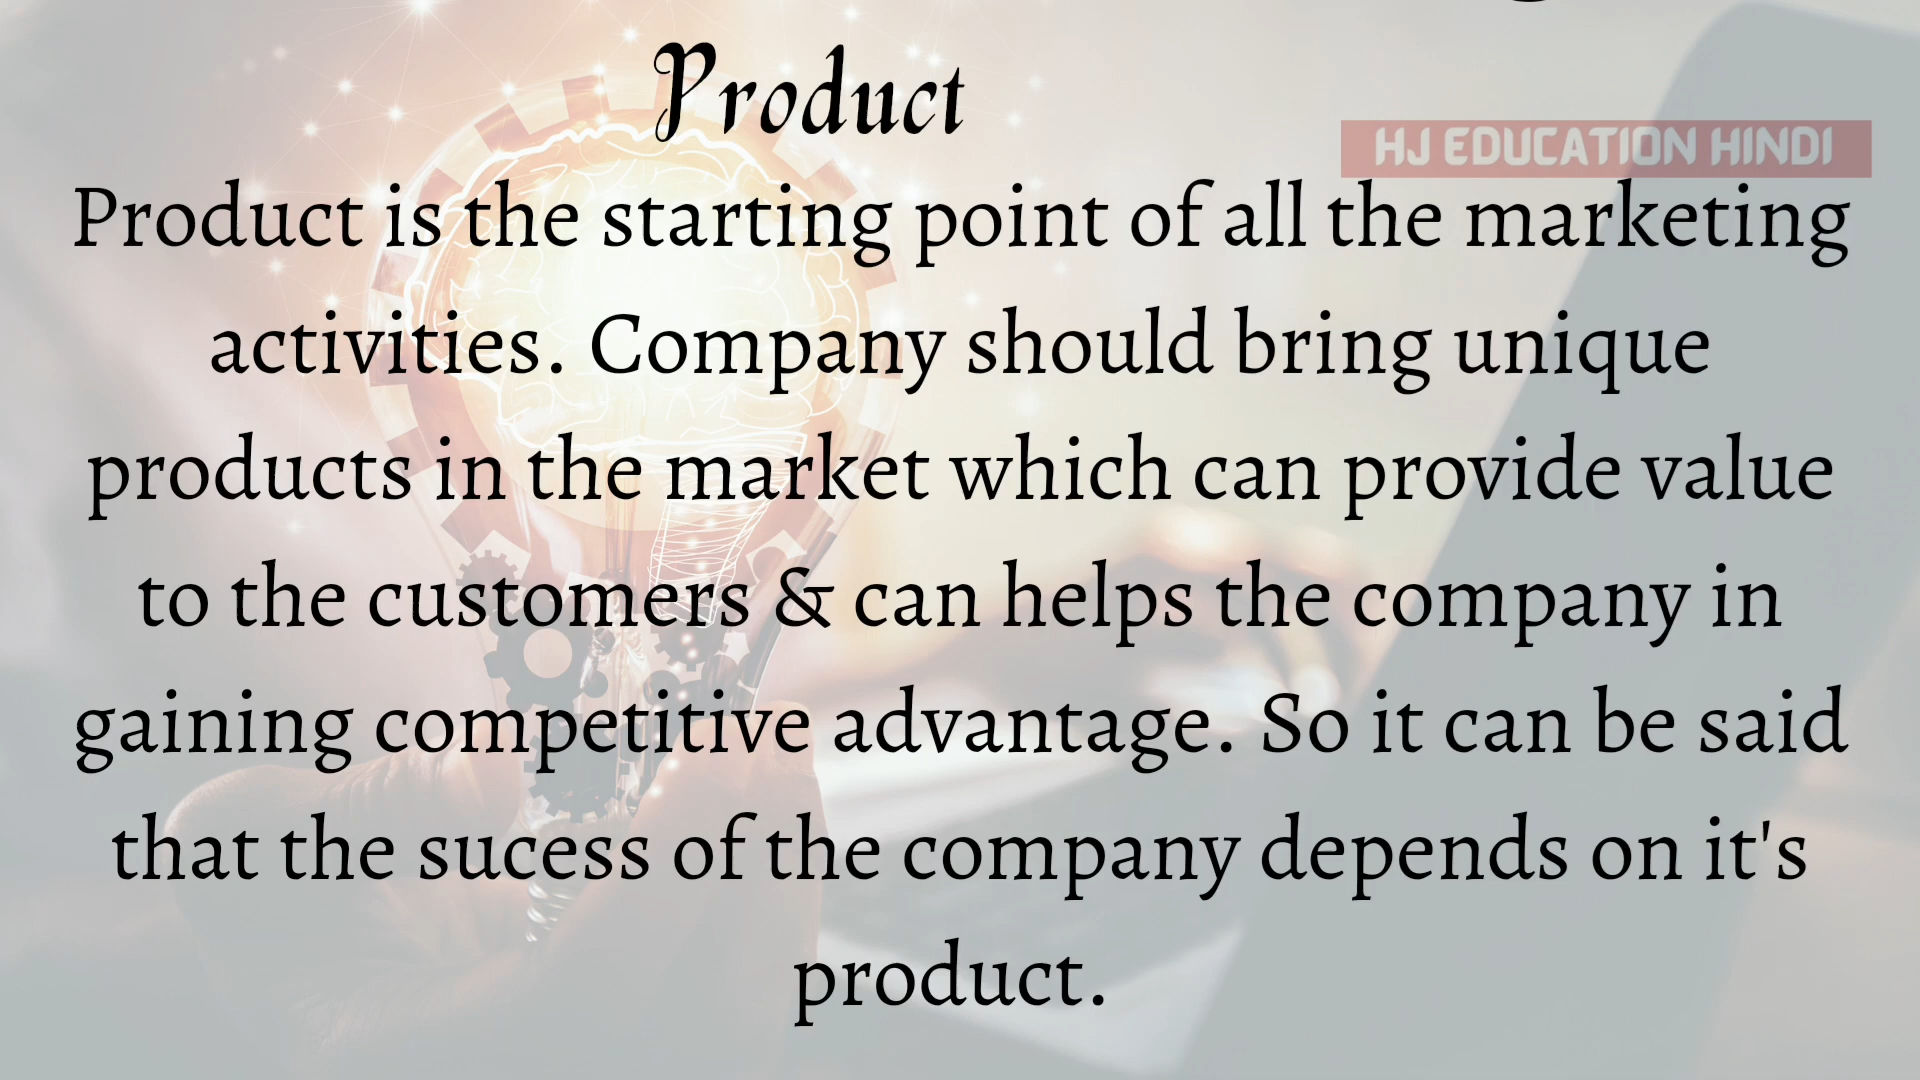 Product
HJ EDUCATION HINDI
Product is the starting point of all the marketing
activities. Company should bring unique
products in the market which can provide value
to the customers & can helps the company in
gaining competitive advantage. So it can be said
that the sucess of the company depends on it's
product.